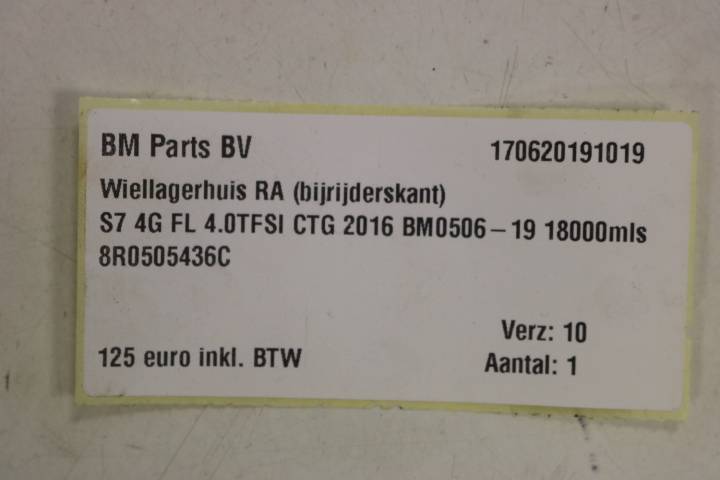 BM Parts BV 170620191019
Wiellagerhuis RA (bijrijderskant)
S7 4G FL 4.0TFSI CTG 2016 BM0506-19 18000mls
8R0505436C
Verz: 10
125 euro inkl. BTW Aantal: 1